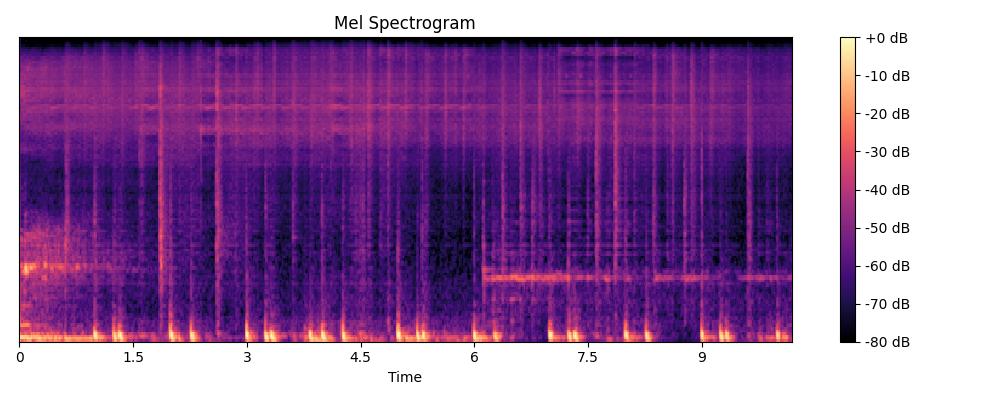 Mel Spectrogram
+0 dB
-10 dB
-20 dB
-30 dB
-40 dB
-50 dB
-60 dB
-70 dB
-80 dB
0 1.5 3 4.5 6 7.5 9
Time